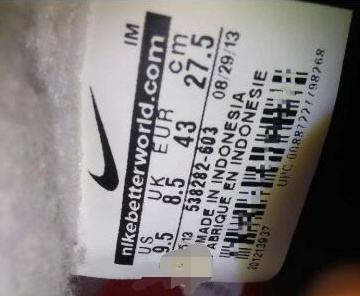 IM
nikebetterworld.com
US UK EUR cm
9.5 8.5 43 27.5
08/29/13
538282-603
MADE IN INDONESIA
FABRIQUE EN INDONESIE